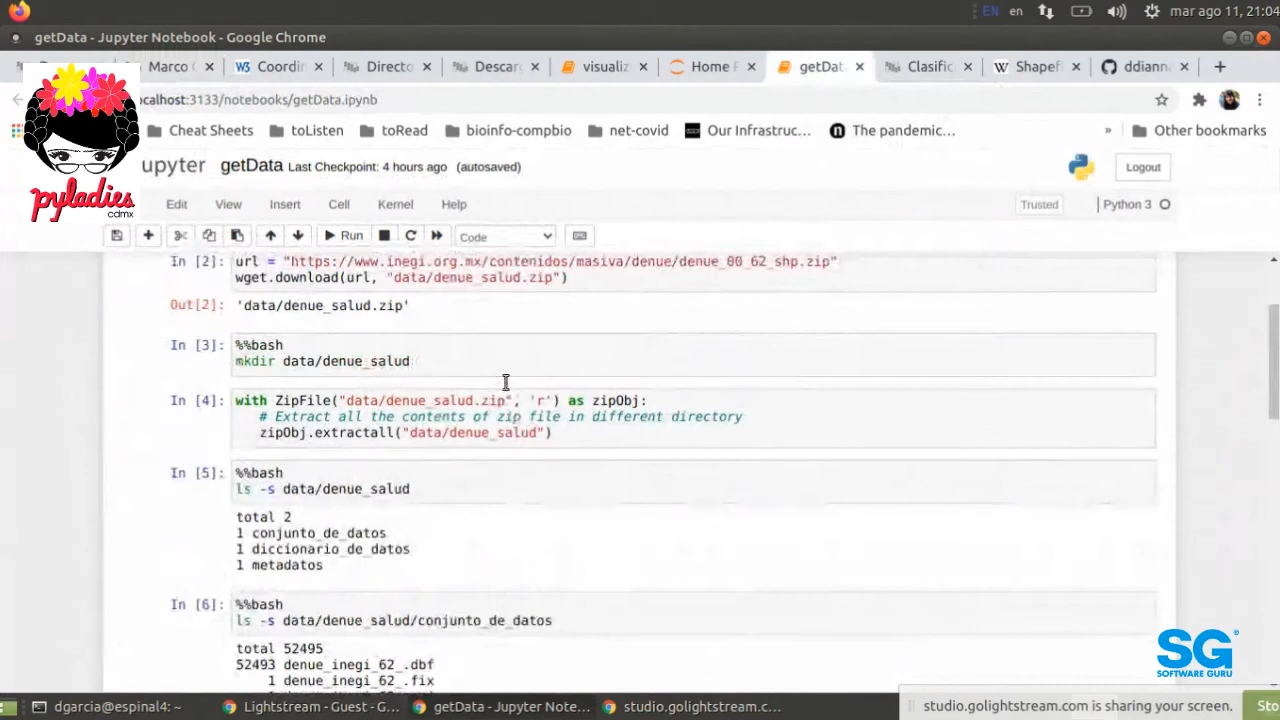 EN en mar ago 11, 21:04
getData - Jupyter Notebook - Google Chrome
Marco Coordin Directo Descar visualiz Home getDat Clasific Shapef ddiann
localhost:3133/notebooks/getData.ipynb
Cheat Sheets toListen toRead bioinfo-compbio net-covid Our Infrastruc… The pandemic… » Other bookmarks
upyter getData Last Checkpoint: 4 hours ago (autosaved) Logout
pyladies
cdmx
Edit View Insert Cell Kernel Help Trusted Python 3
Run Code
In [2]: url = "https://www.inegi.org.mx/contenidos/masiva/denue/denue_00_62_shp.zip"
wget.download(url, "data/denue_salud.zip")
Out[2]: 'data/denue_salud.zip'
In [3]: %%bash
mkdir data/denue_salud
In [4]: with ZipFile("data/denue_salud.zip", 'r') as zipObj:
# Extract all the contents of zip file in different directory
zipObj.extractall("data/denue_salud")
In [5]: %%bash
ls -s data/denue_salud
total 2
1 conjunto_de_datos
1 diccionario_de_datos
1 metadatos
In [6]: %%bash
ls -s data/denue_salud/conjunto_de_datos
total 52495
52493 denue_inegi_62_.dbf
1 denue_inegi_62_.fix
SG
SOFTWARE GURU
dgarcia@espinal4: ~ Lightstream - Guest - G… getData - Jupyter Note… studio.golightstream.c… studio.golightstream.com is sharing your screen. Sto